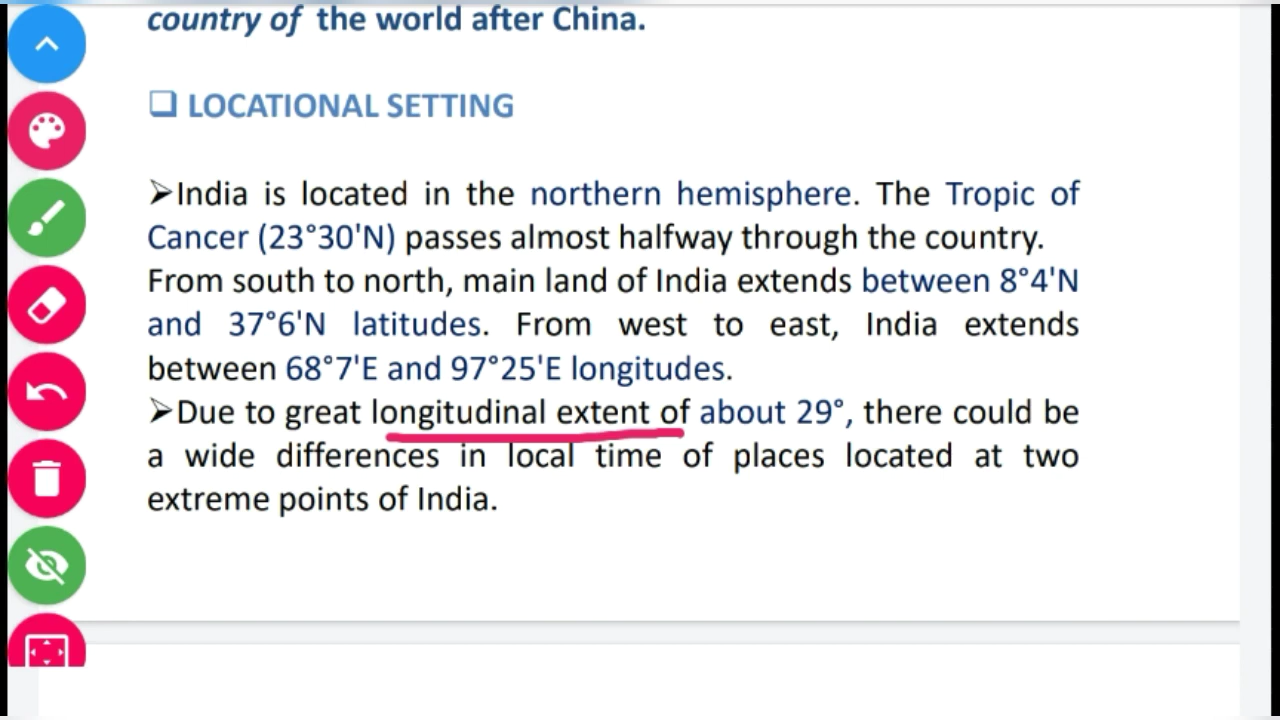 country of the world after China.
❑ LOCATIONAL SETTING
➢India is located in the northern hemisphere. The Tropic of
Cancer (23°30'N) passes almost halfway through the country.
From south to north, main land of India extends between 8°4'N
and 37°6'N latitudes. From west to east, India extends
between 68°7'E and 97°25'E longitudes.
➢Due to great longitudinal extent of about 29°, there could be
a wide differences in local time of places located at two
extreme points of India.